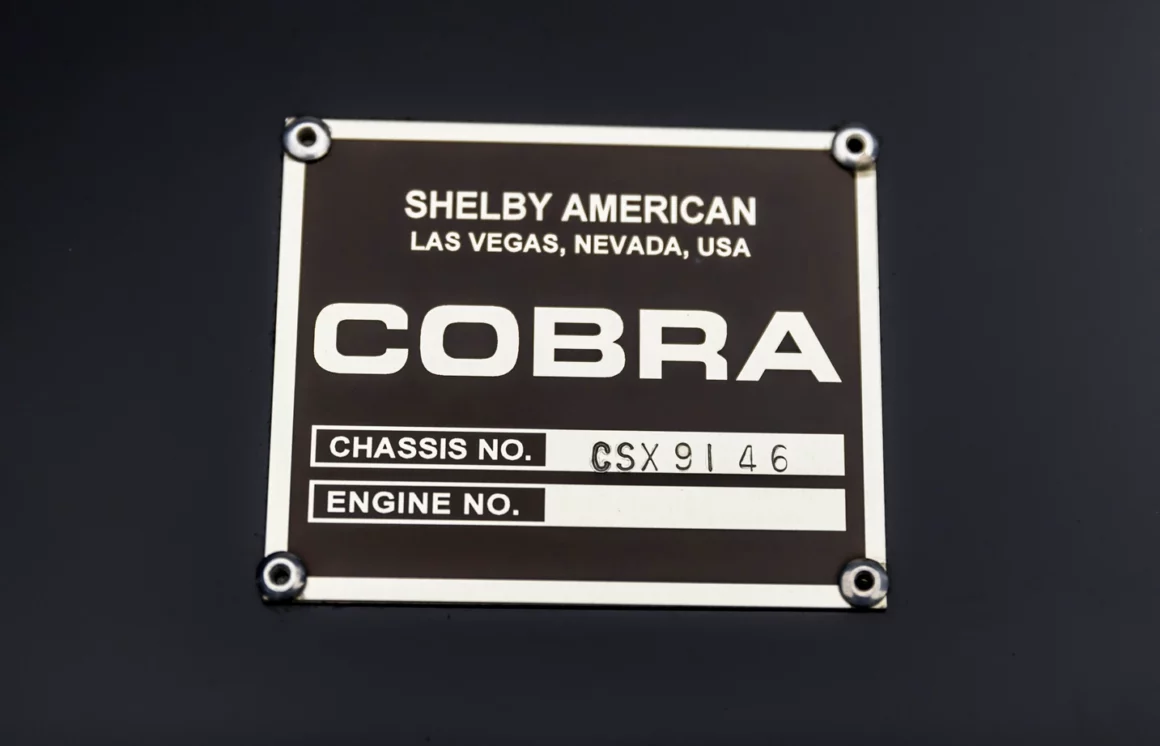 SHELBY AMERICAN
LAS VEGAS, NEVADA, USA
COBRA
CHASSIS NO. CSX9146
ENGINE NO.